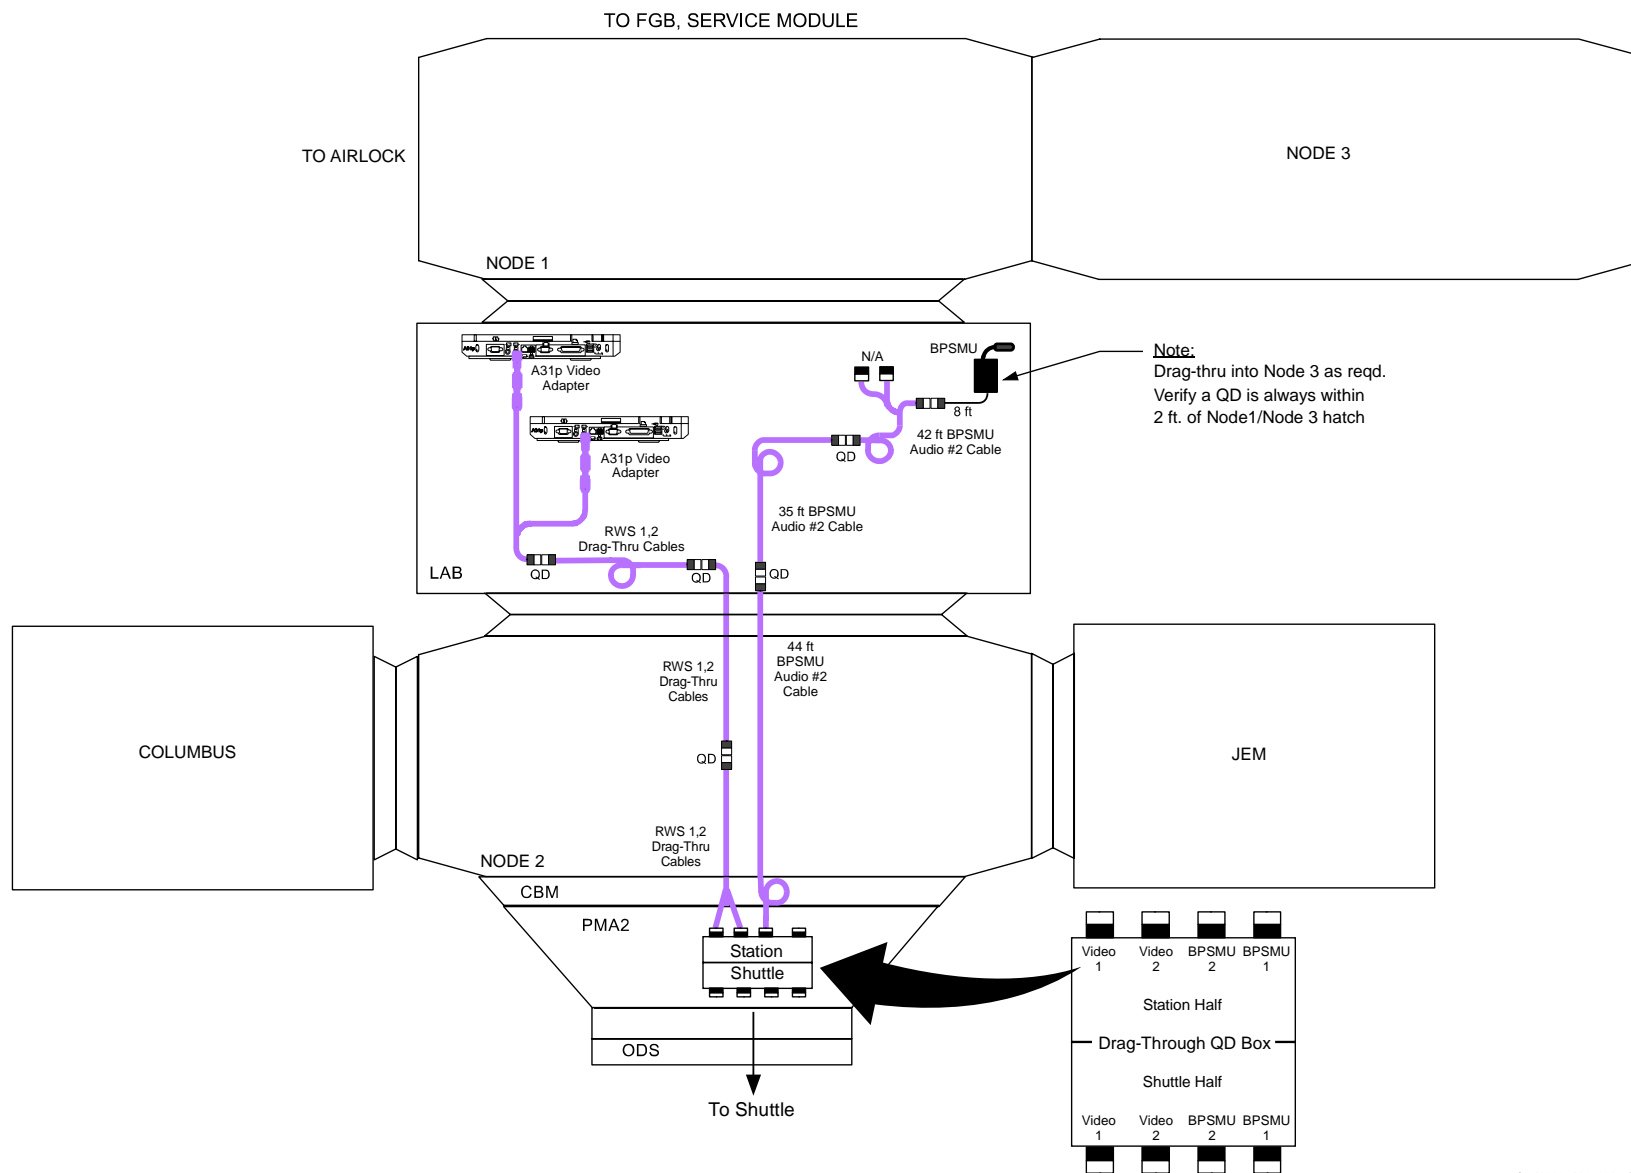 TO FGB, SERVICE MODULE
TO AIRLOCK
NODE 3
NODE 1
A31p Video
Adapter
A31p Video
Adapter
N/A
BPSMU
8 ft
42 ft BPSMU
Audio #2 Cable
QD
Note:
Drag-thru into Node 3 as reqd.
Verify a QD is always within
2 ft. of Node1/Node 3 hatch
35 ft BPSMU
Audio #2 Cable
RWS 1,2
Drag-Thru Cables
LAB
QD
QD
QD
COLUMBUS
RWS 1,2
Drag-Thru
Cables
44 ft
BPSMU
Audio #2
Cable
QD
JEM
RWS 1,2
Drag-Thru
Cables
NODE 2
CBM
PMA2
Station
Shuttle
ODS
To Shuttle
Video
1
Video
2
BPSMU
2
BPSMU
1
Station Half
Drag-Through QD Box
Shuttle Half
Video
1
Video
2
BPSMU
2
BPSMU
1